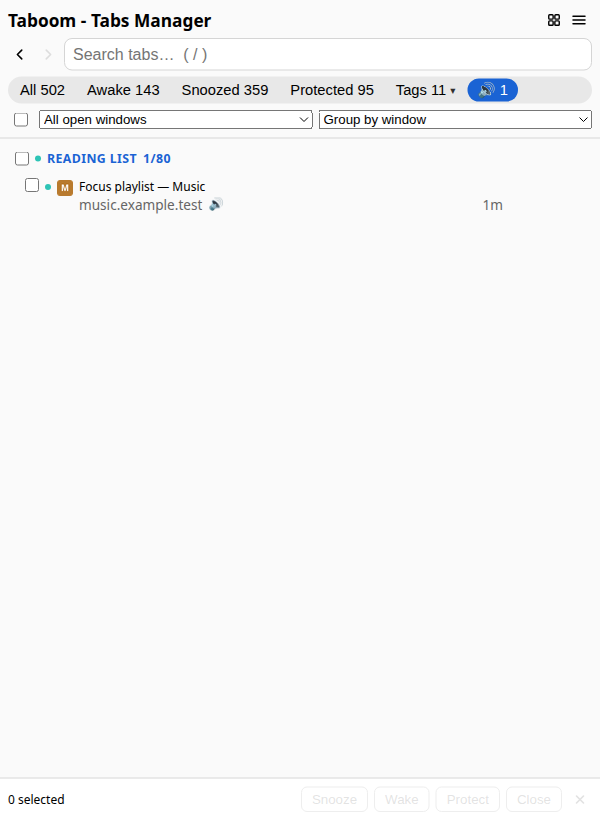 Taboom - Tabs Manager
Search tabs… ( / )
All 502 Awake 143 Snoozed 359 Protected 95 Tags 11 ▾ 🔊 1
All open windows Group by window
READING LIST 1/80
M Focus playlist — Music
music.example.test 🔊 1m
0 selected Snooze Wake Protect Close ✕